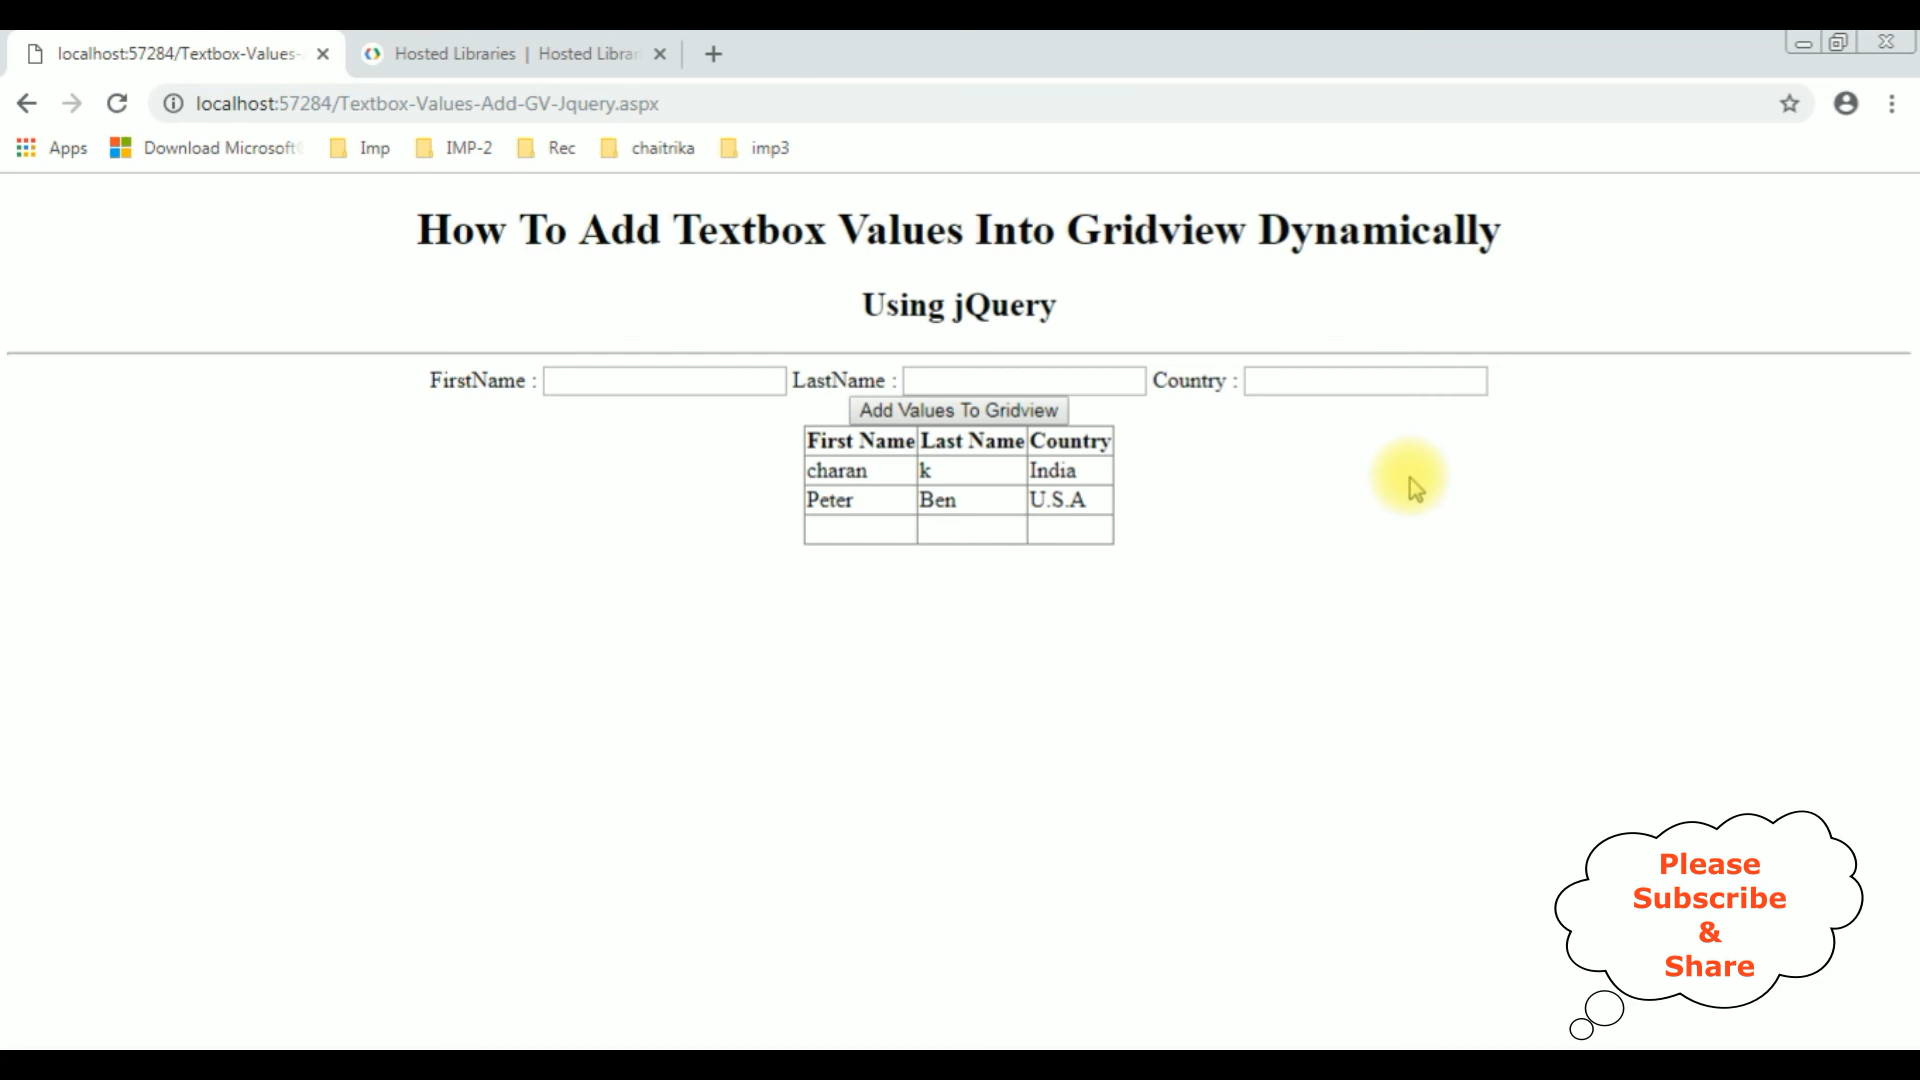 localhost:57284/Textbox-Values-
Hosted Libraries | Hosted Librar
localhost:57284/Textbox-Values-Add-GV-Jquery.aspx
Apps Download Microsoft Imp IMP-2 Rec chaitrika imp3
How To Add Textbox Values Into Gridview Dynamically
Using jQuery
FirstName : LastName : Country :
Add Values To Gridview
First Name Last Name Country
charan k India
Peter Ben U.S.A
Please
Subscribe
&
Share